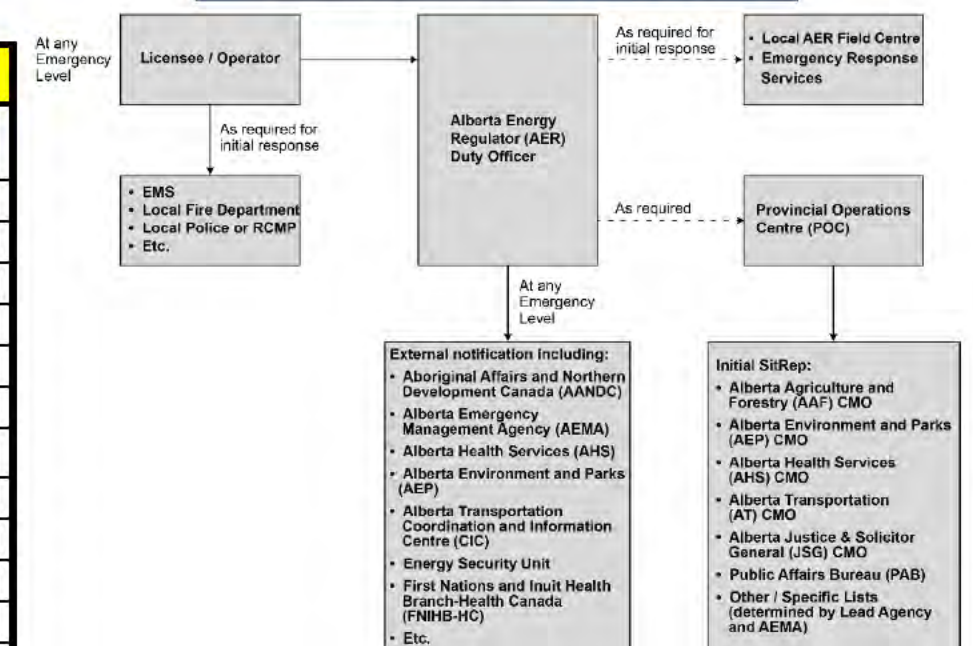 At any
Emergency
Level
Licensee / Operator
As required for
initial response
• EMS
• Local Fire Department
• Local Police or RCMP
• Etc.
Alberta Energy
Regulator (AER)
Duty Officer
As required for
initial response
• Local AER Field Centre
• Emergency Response
Services
As required
Provincial Operations
Centre (POC)
At any
Emergency
Level
External notification including:
• Aboriginal Affairs and Northern
Development Canada (AANDC)
• Alberta Emergency
Management Agency (AEMA)
• Alberta Health Services (AHS)
• Alberta Environment and Parks
(AEP)
• Alberta Transportation
Coordination and Information
Centre (CIC)
• Energy Security Unit
• First Nations and Inuit Health
Branch-Health Canada
(FNIHB-HC)
• Etc.
Initial SitRep:
• Alberta Agriculture and
Forestry (AAF) CMO
• Alberta Environment and Parks
(AEP) CMO
• Alberta Health Services
(AHS) CMO
• Alberta Transportation
(AT) CMO
• Alberta Justice & Solicitor
General (JSG) CMO
• Public Affairs Bureau (PAB)
• Other / Specific Lists
(determined by Lead Agency
and AEMA)